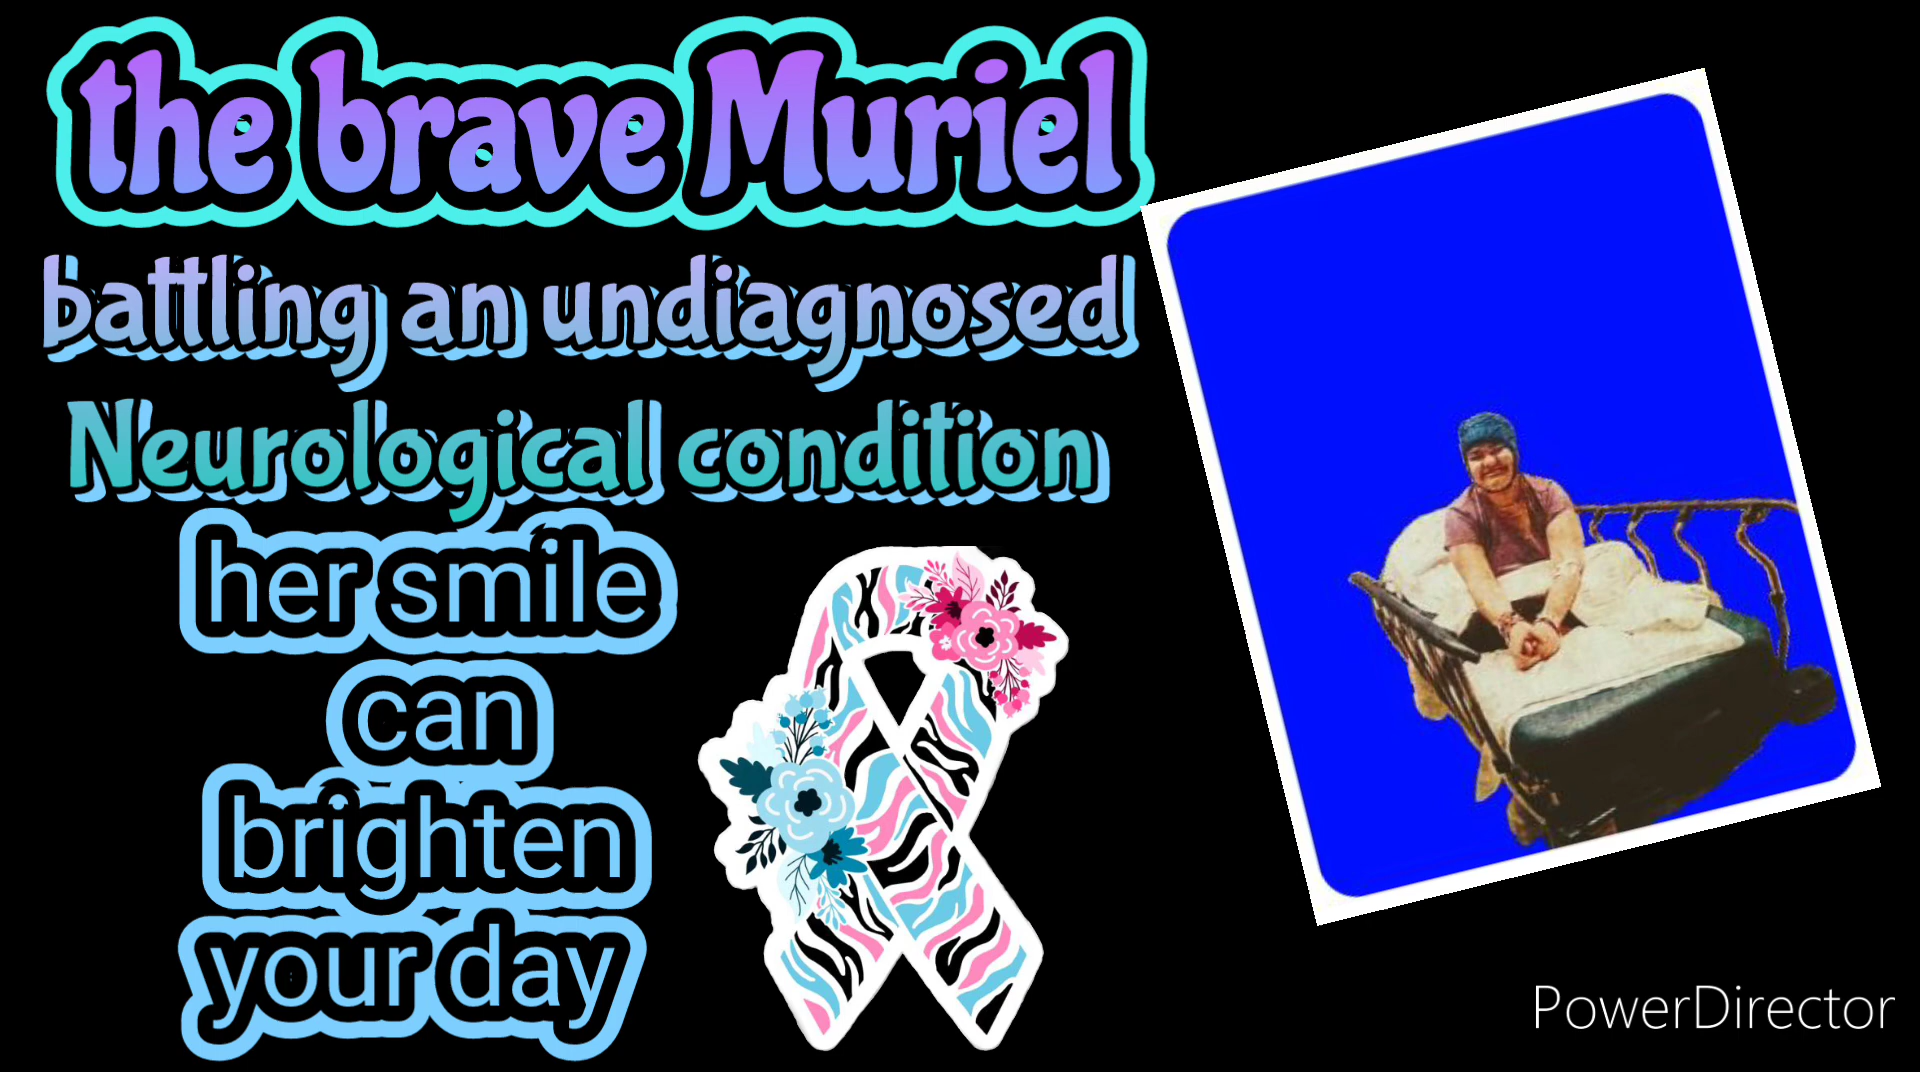 the brave Muriel
battling an undiagnosed
Neurological condition
her smile
can
brighten
your day
PowerDirector